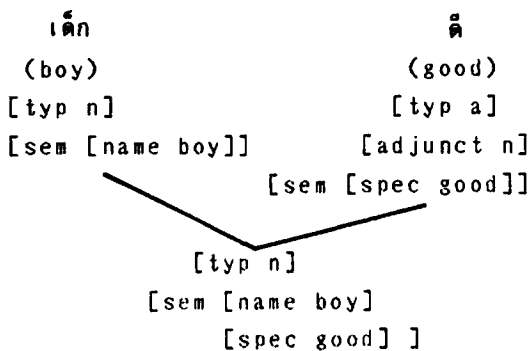 เด็ก ดี
(boy) (good)
[typ n] [typ a]
[sem [name boy]] [adjunct n]
[sem [spec good]]
[typ n]
[sem [name boy]
[spec good] ]